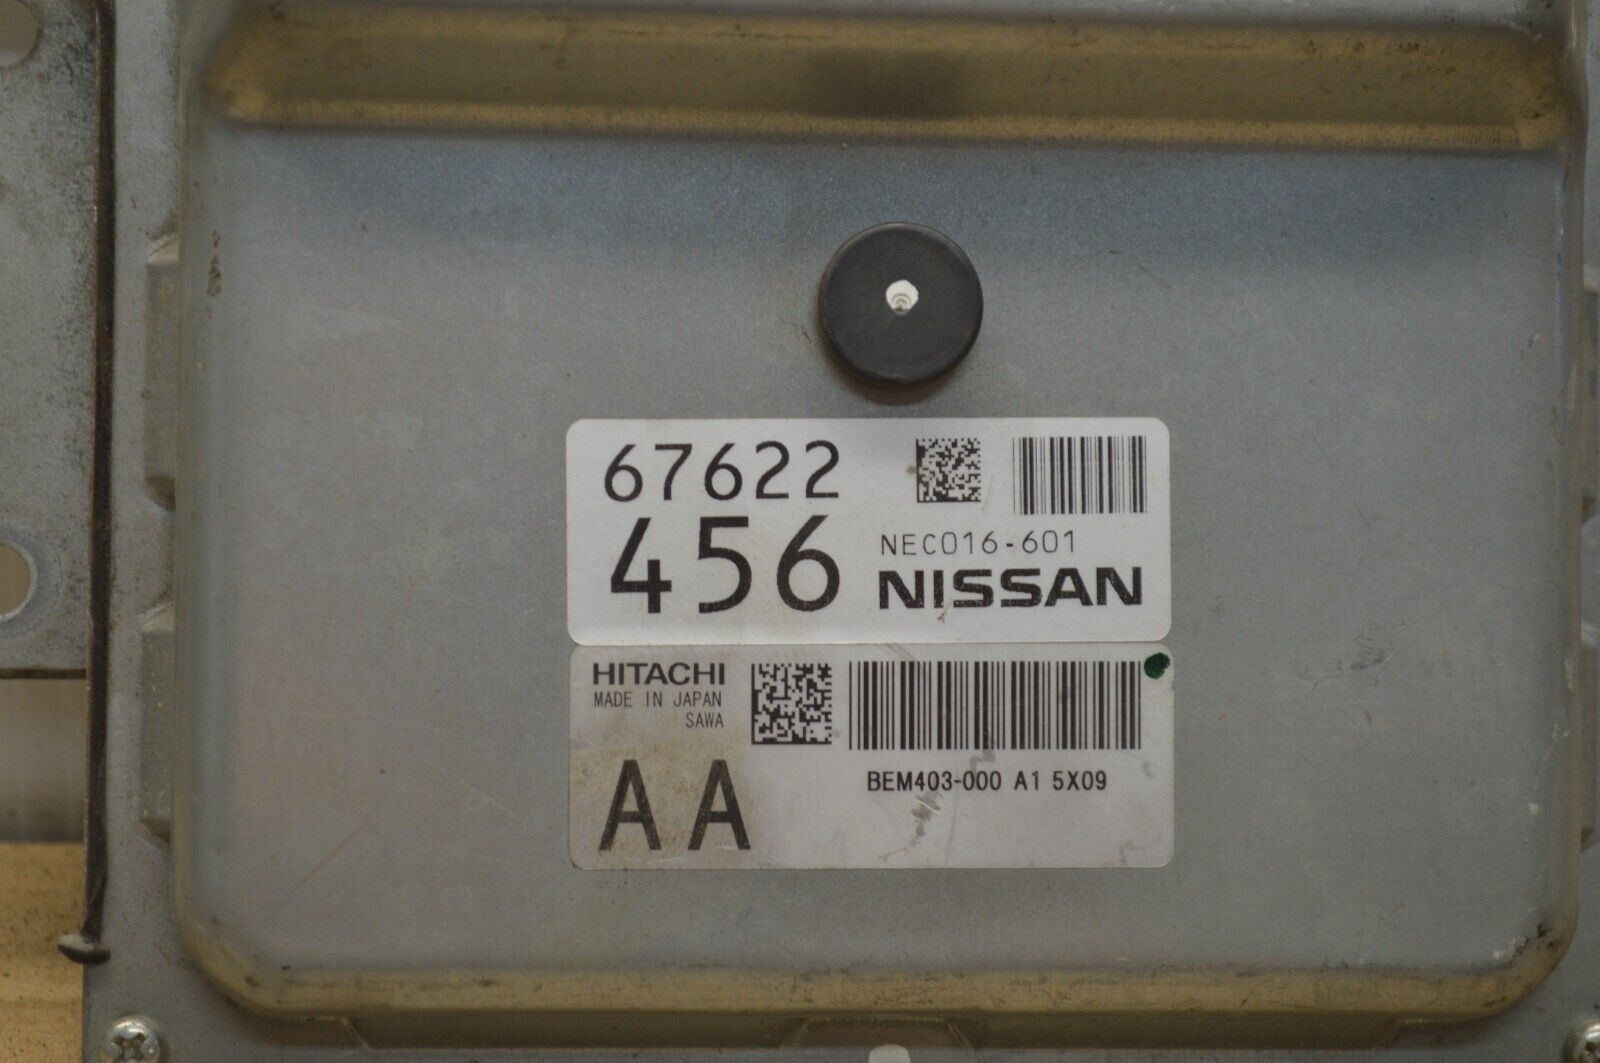 67622
456
NEC016-601
NISSAN
HITACHI
MADE IN JAPAN
SAWA
AA
BEM403-000 A1 5X09